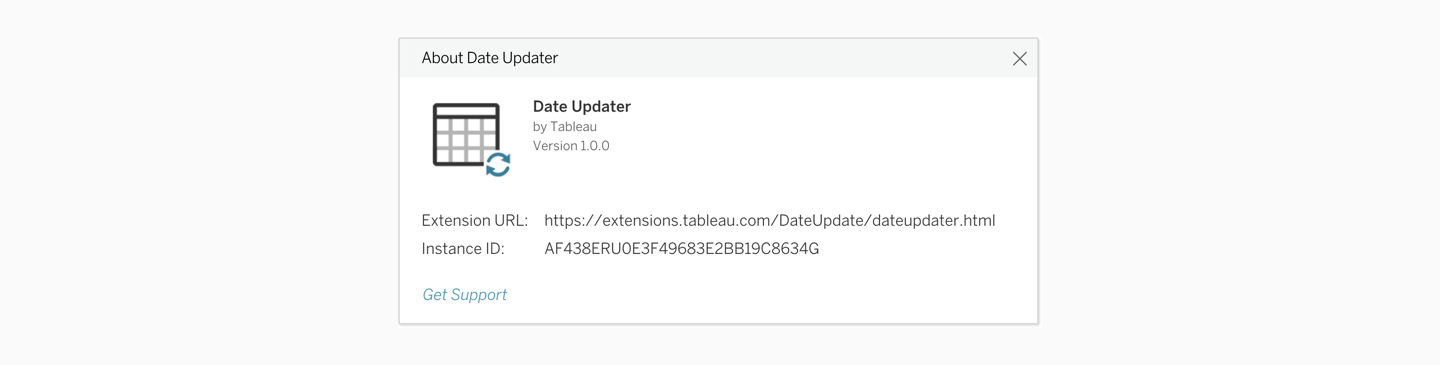 About Date Updater
Date Updater
by Tableau
Version 1.0.0
Extension URL: https://extensions.tableau.com/DateUpdate/dateupdater.html
Instance ID: AF438ERU0E3F49683E2BB19C8634G
Get Support